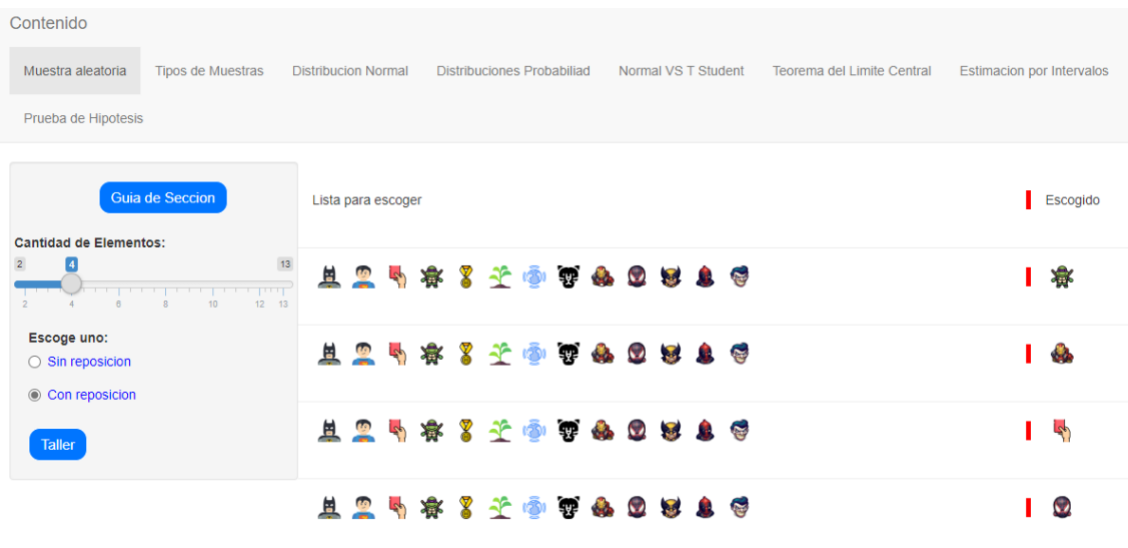 Contenido
Muestra aleatoria Tipos de Muestras Distribucion Normal Distribuciones Probabiliad Normal VS T Student Teorema del Limite Central Estimacion por Intervalos
Prueba de Hipotesis
Guia de Seccion
Lista para escoger
Escogido
Cantidad de Elementos:
2 4 13
2 4 6 8 10 12 13
Escoge uno:
Sin reposicion
Con reposicion
Taller